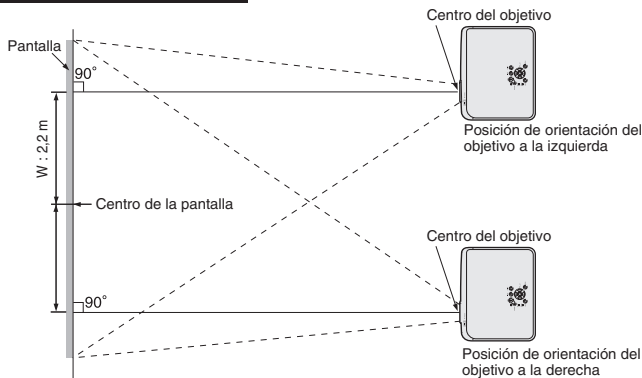 Centro del objetivo
Pantalla
90°
Posición de orientación del
objetivo a la izquierda
W : 2,2 m
Centro de la pantalla
Centro del objetivo
90°
Posición de orientación del
objetivo a la derecha